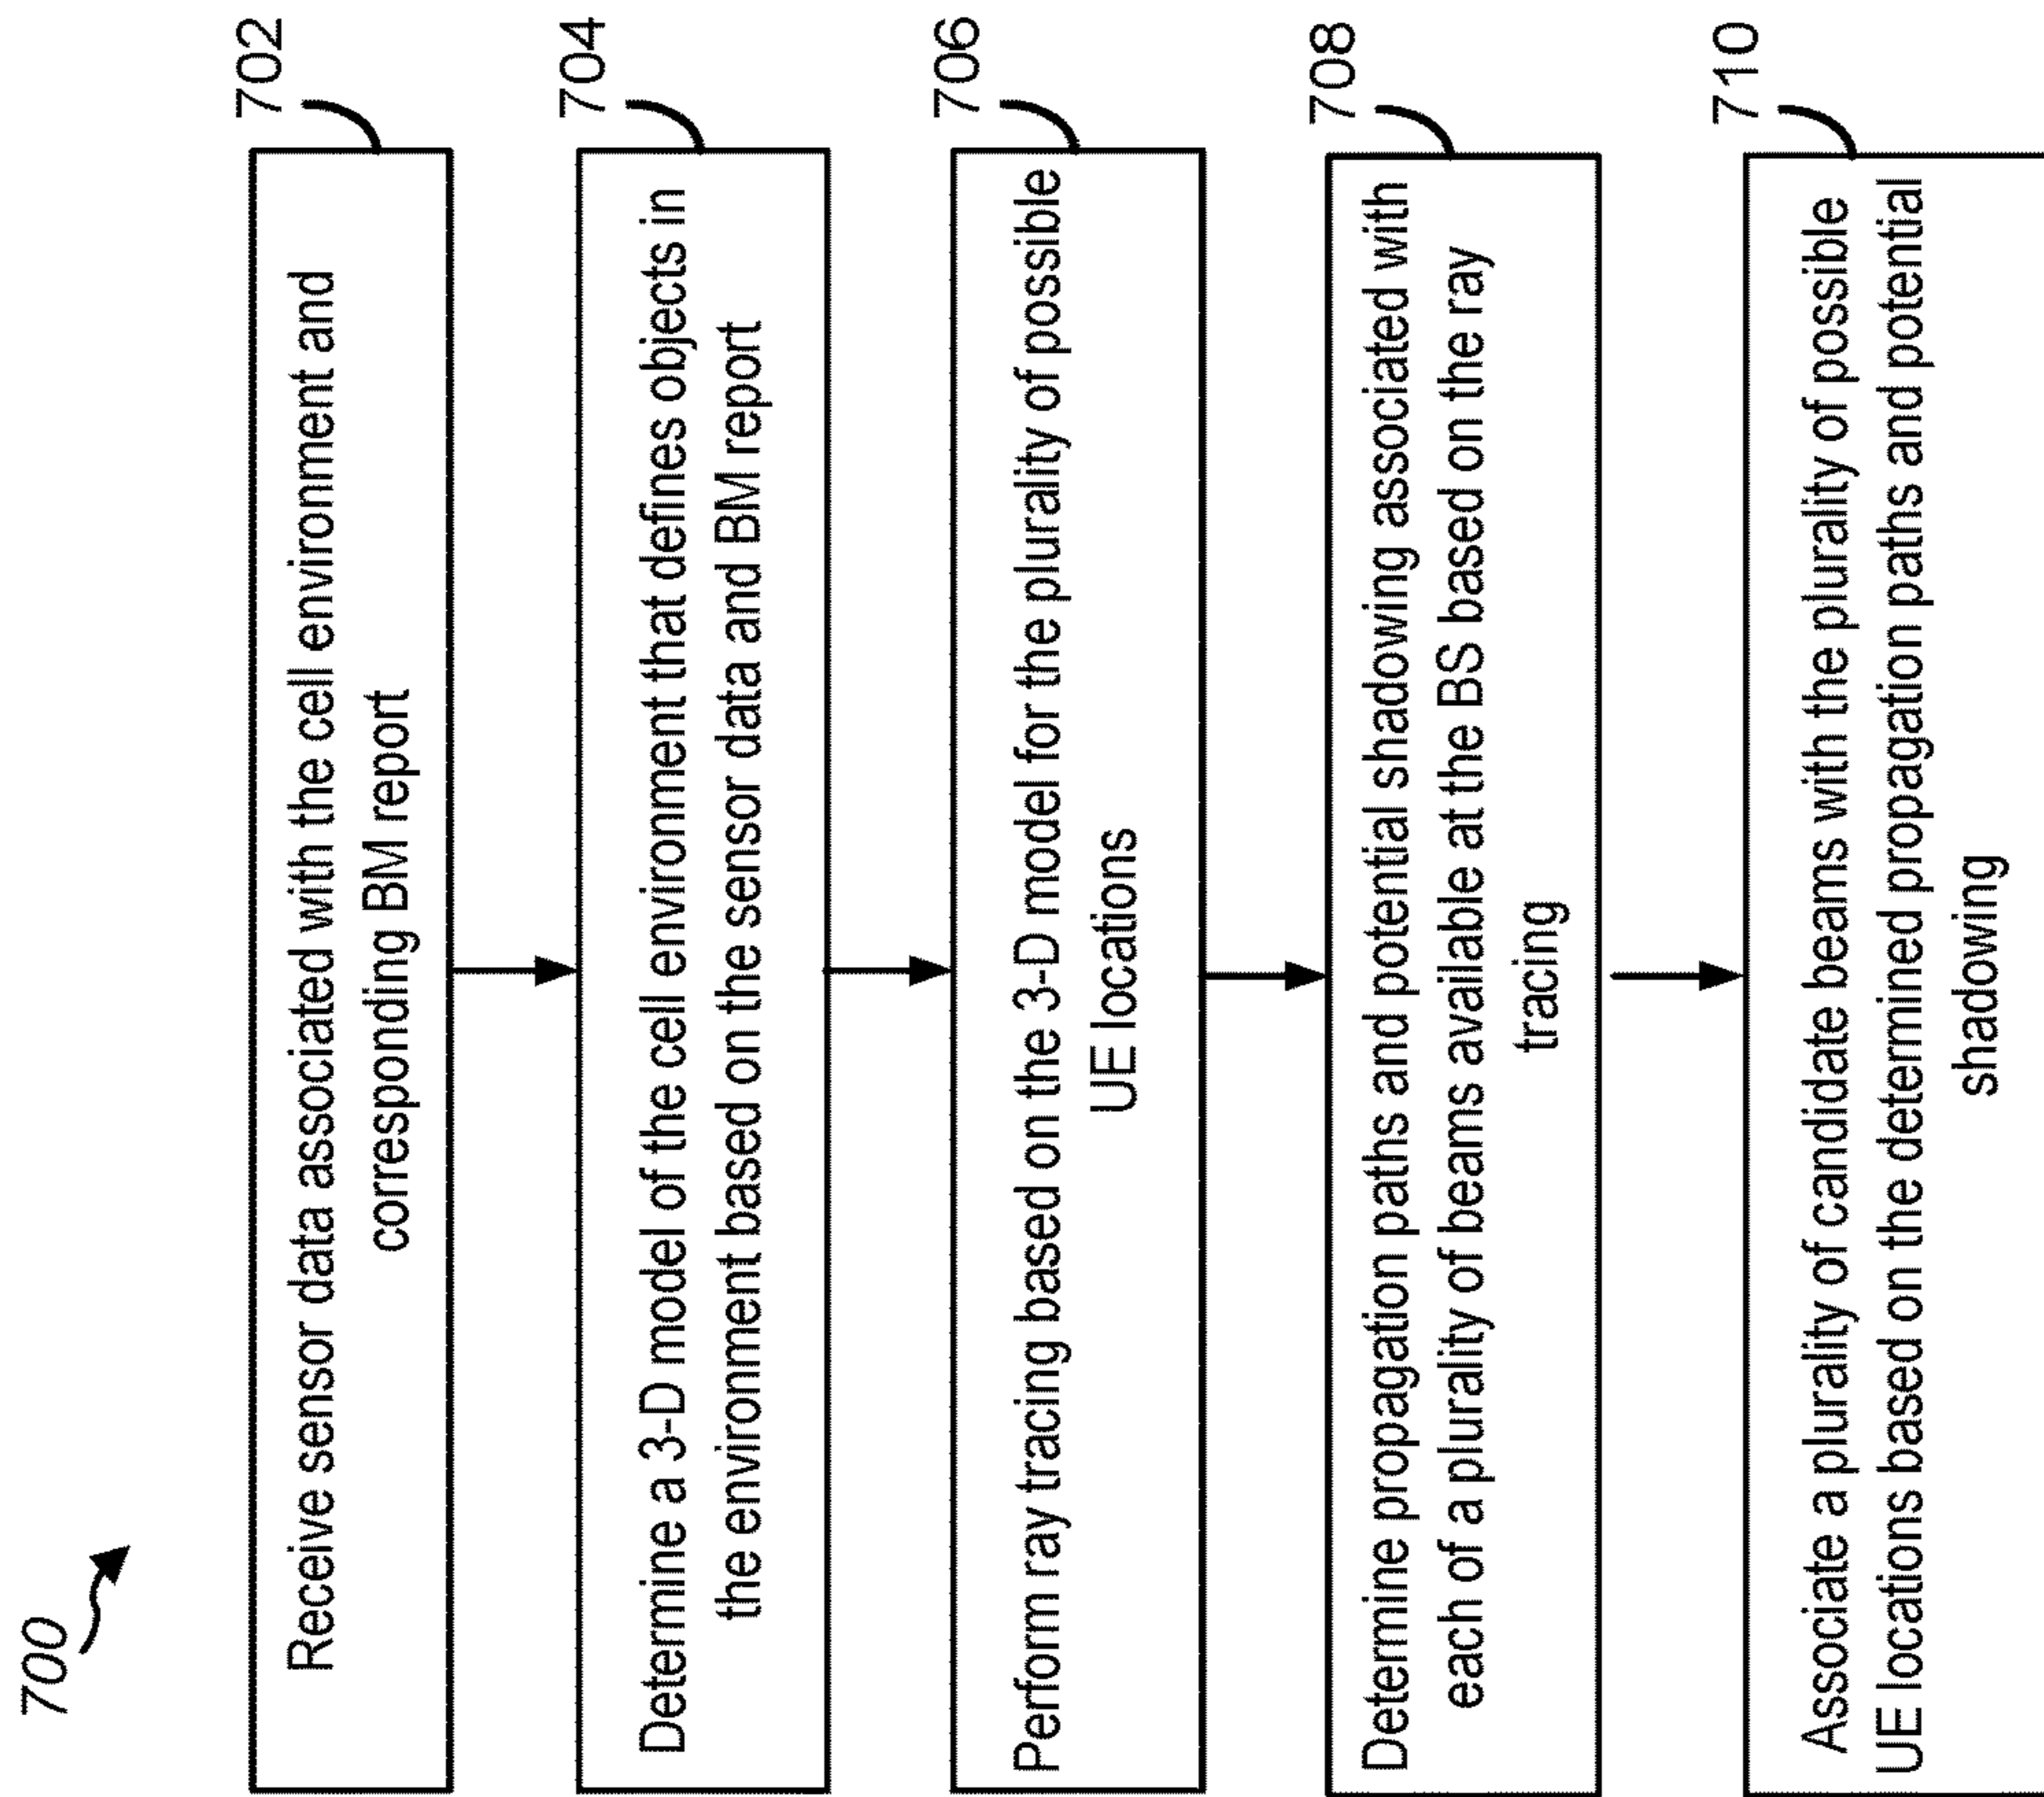 700
702
Receive sensor data associated with the cell environment and
corresponding BM report
704
Determine a 3-D model of the cell environment that defines objects in
the environment based on the sensor data and BM report
706
Perform ray tracing based on the 3-D model for the plurality of possible
UE locations
708
Determine propagation paths and potential shadowing associated with
each of a plurality of beams available at the BS based on the ray
tracing
710
Associate a plurality of candidate beams with the plurality of possible
UE locations based on the determined propagation paths and potential
shadowing